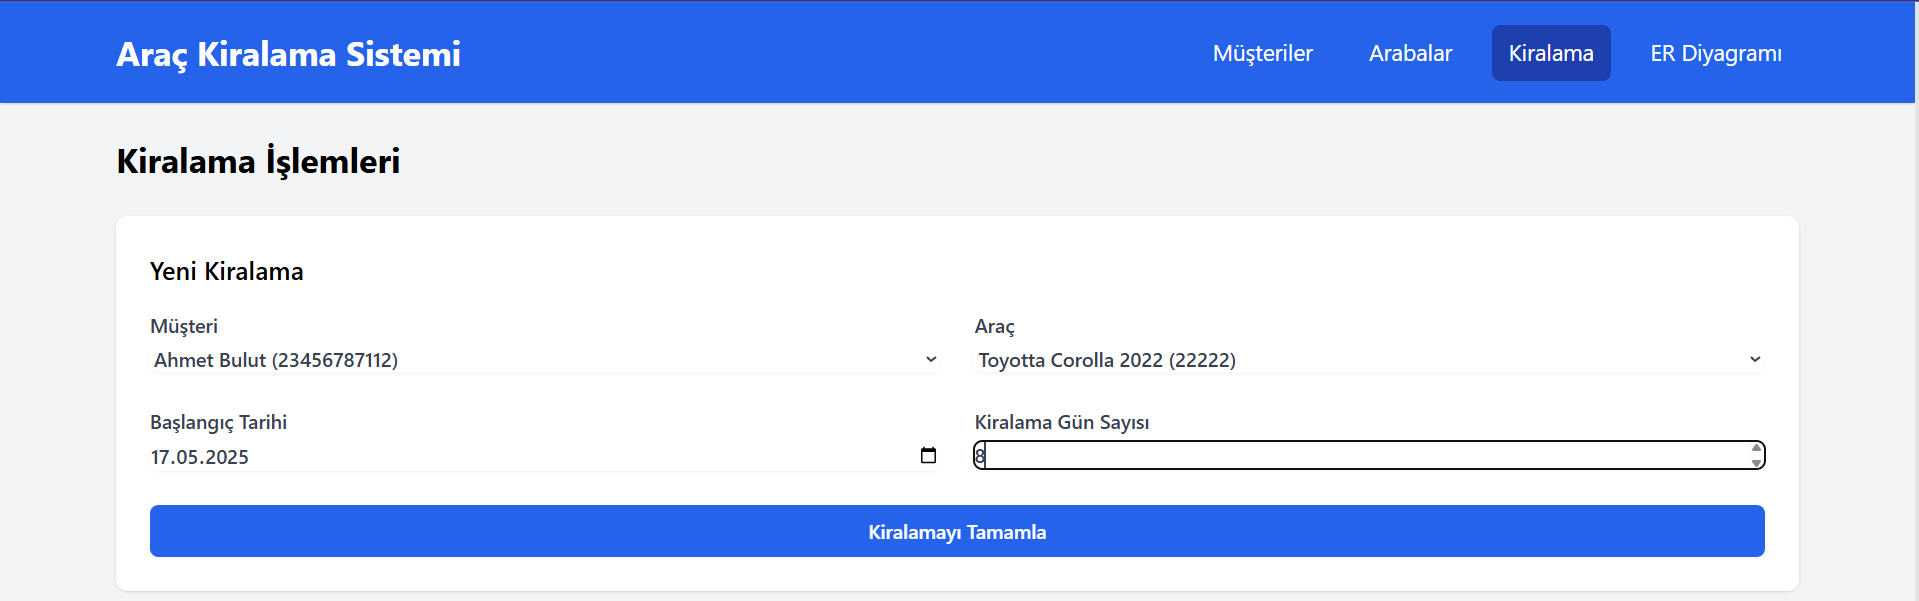 Araç Kiralama Sistemi
Müşteriler
Arabalar
Kiralama
ER Diyagramı
Kiralama İşlemleri
Yeni Kiralama
Müşteri
Araç
Ahmet Bulut (23456787112)
Toyotta Corolla 2022 (22222)
Başlangıç Tarihi
Kiralama Gün Sayısı
17.05.2025
8
Kiralamayı Tamamla